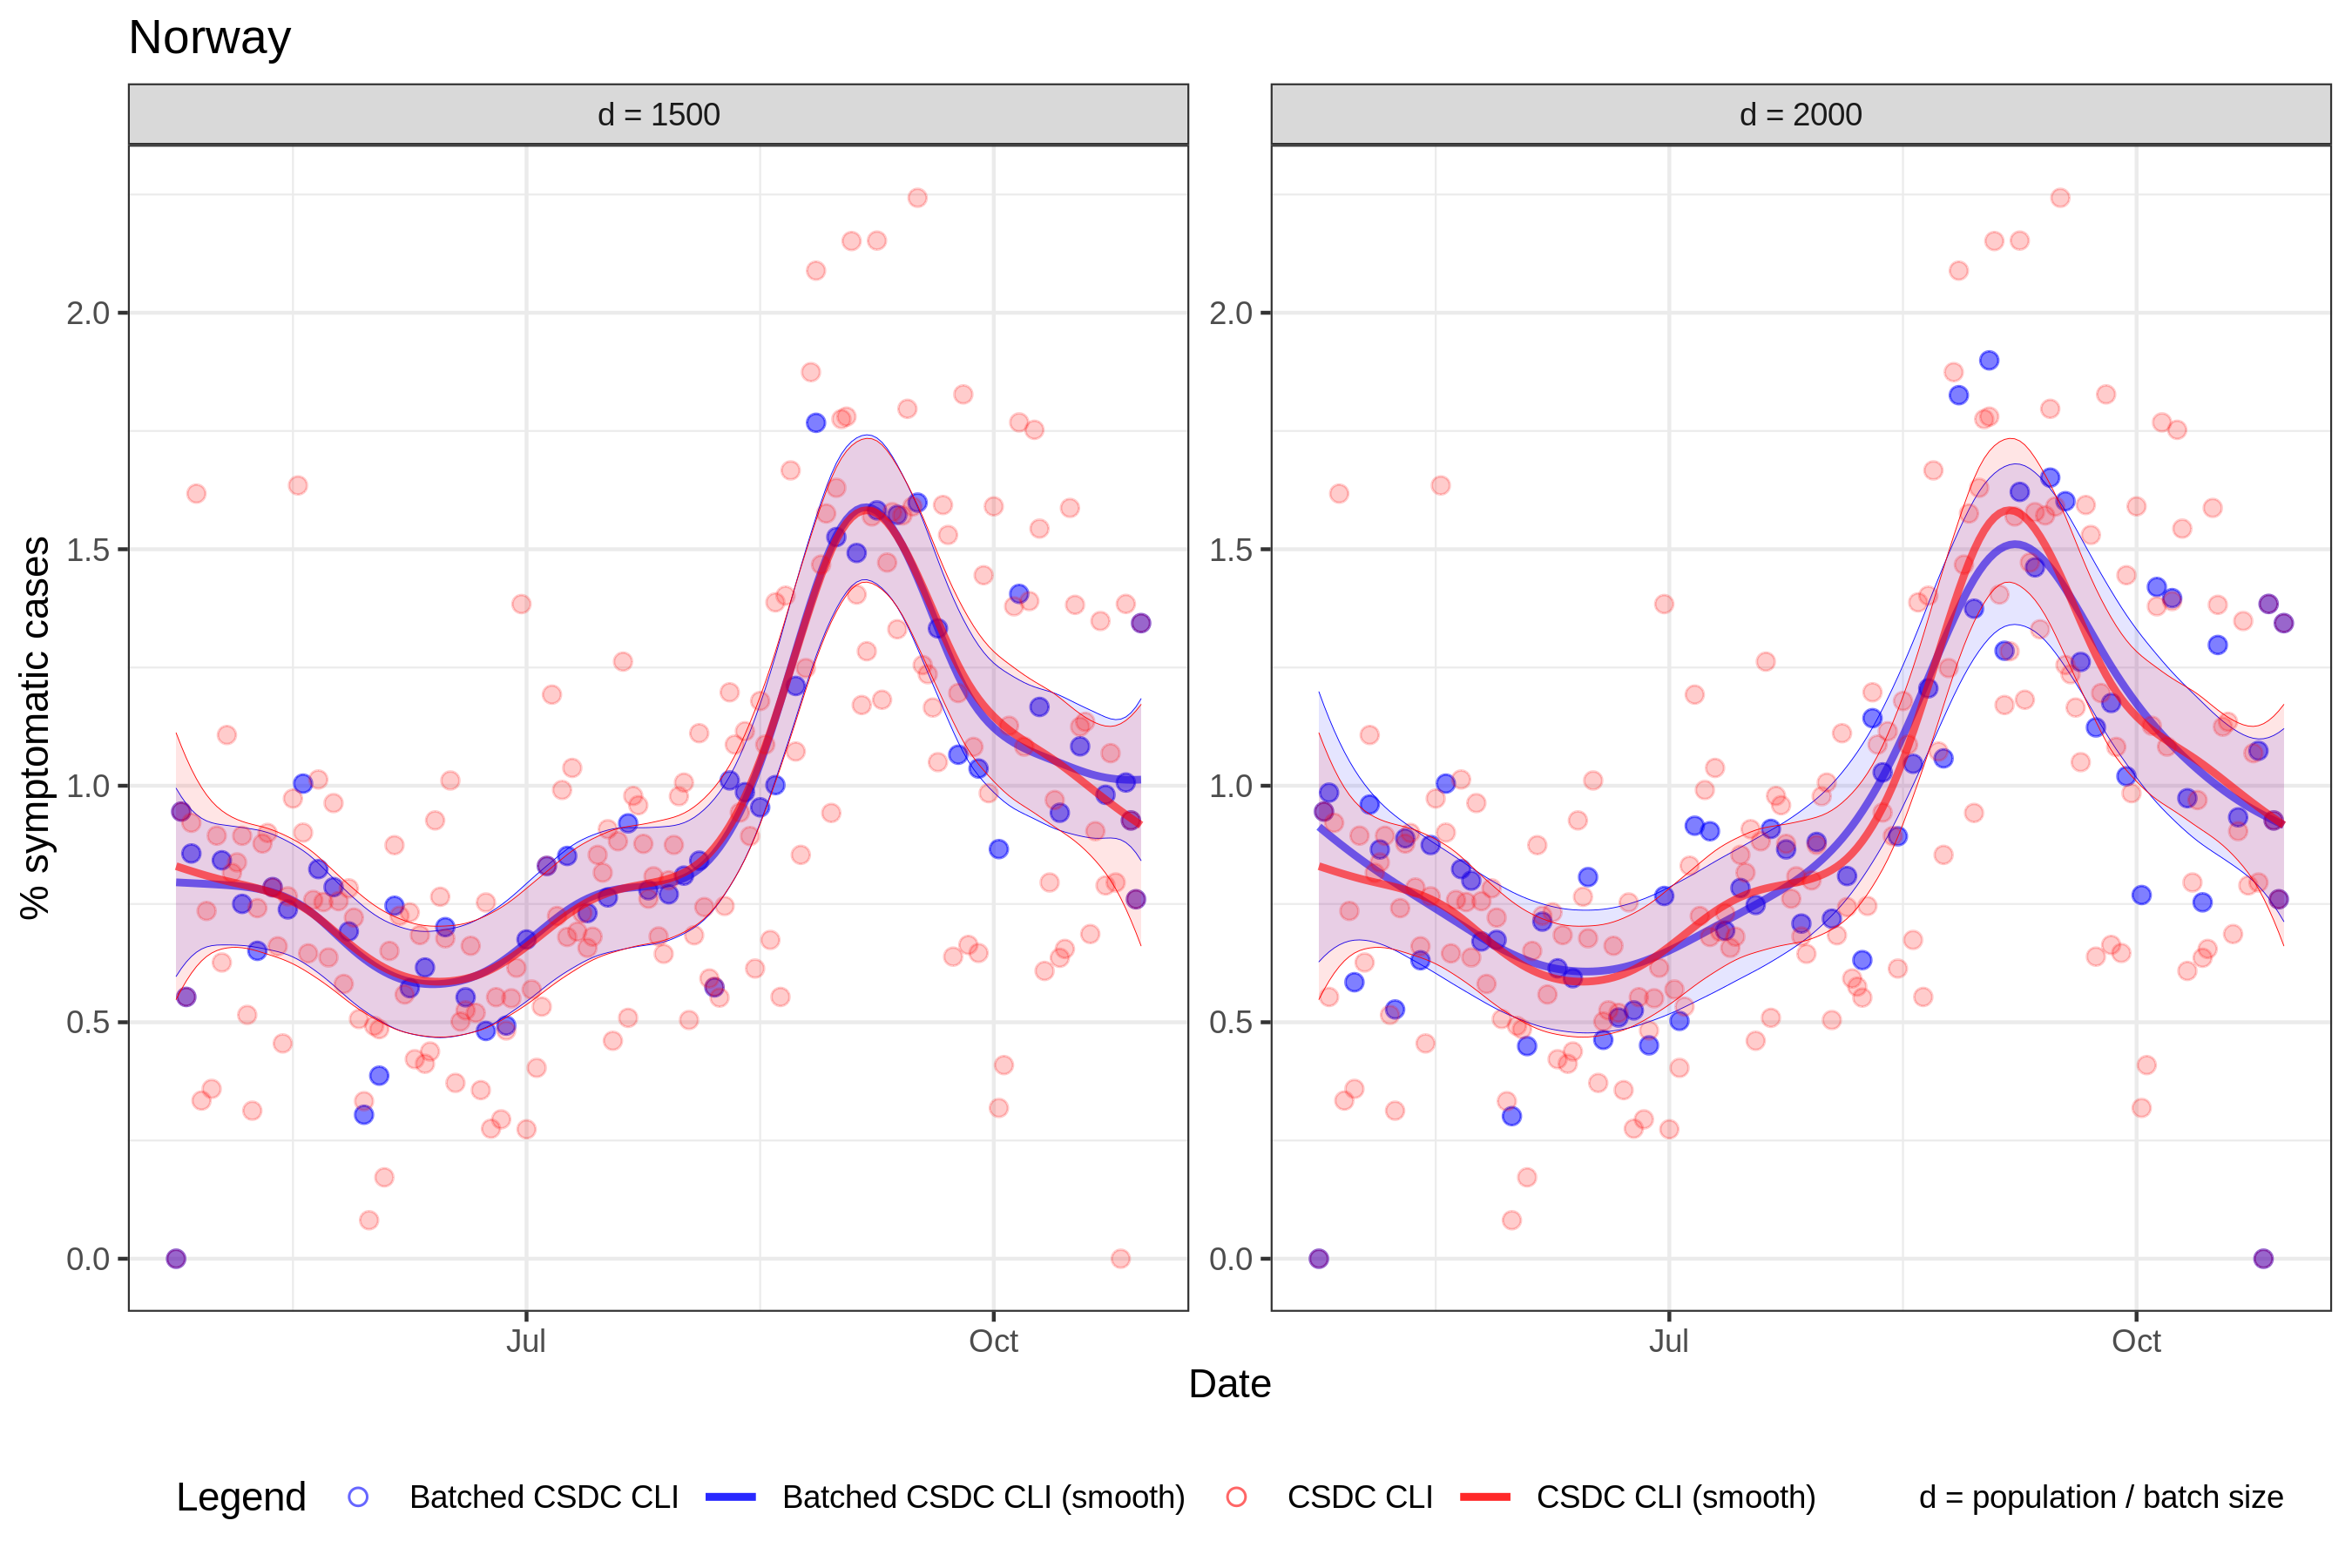 Norway
d = 1500
d = 2000
% symptomatic cases
2.0
1.5
1.0
0.5
0.0
2.0
1.5
1.0
0.5
0.0
Jul
Oct
Jul
Oct
Date
Legend
Batched CSDC CLI
Batched CSDC CLI (smooth)
CSDC CLI
CSDC CLI (smooth)
d = population / batch size